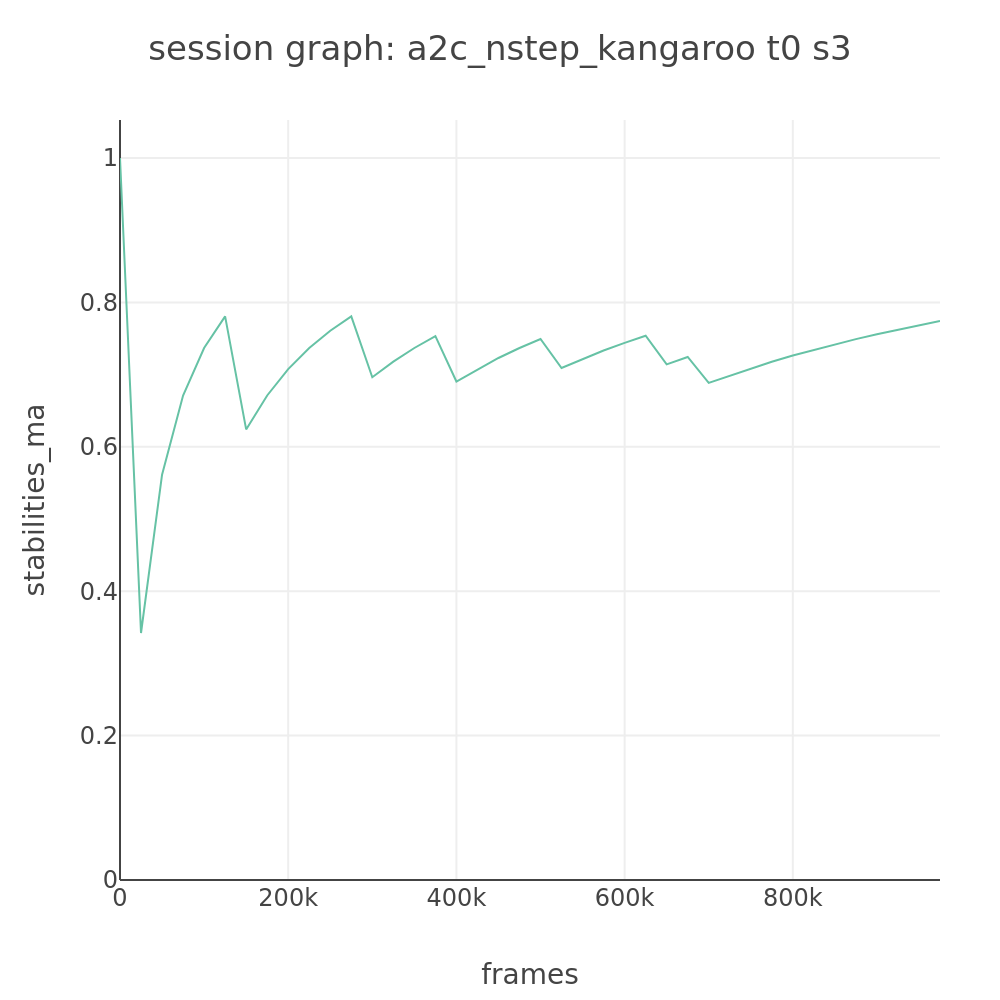 session graph: a2c_nstep_kangaroo t0 s3
1
0.8
0.6
0.4
0.2
0
stabilities_ma
0 200k 400k 600k 800k
frames